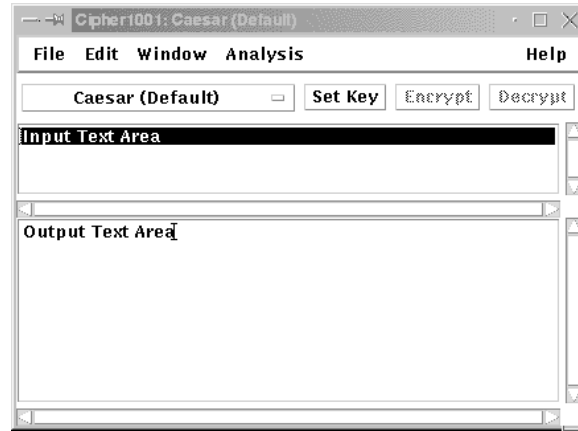 Cipher1001: Caesar (Default)
File Edit Window Analysis Help
Caesar (Default) Set Key Encrypt Decrypt
Input Text Area
Output Text Area